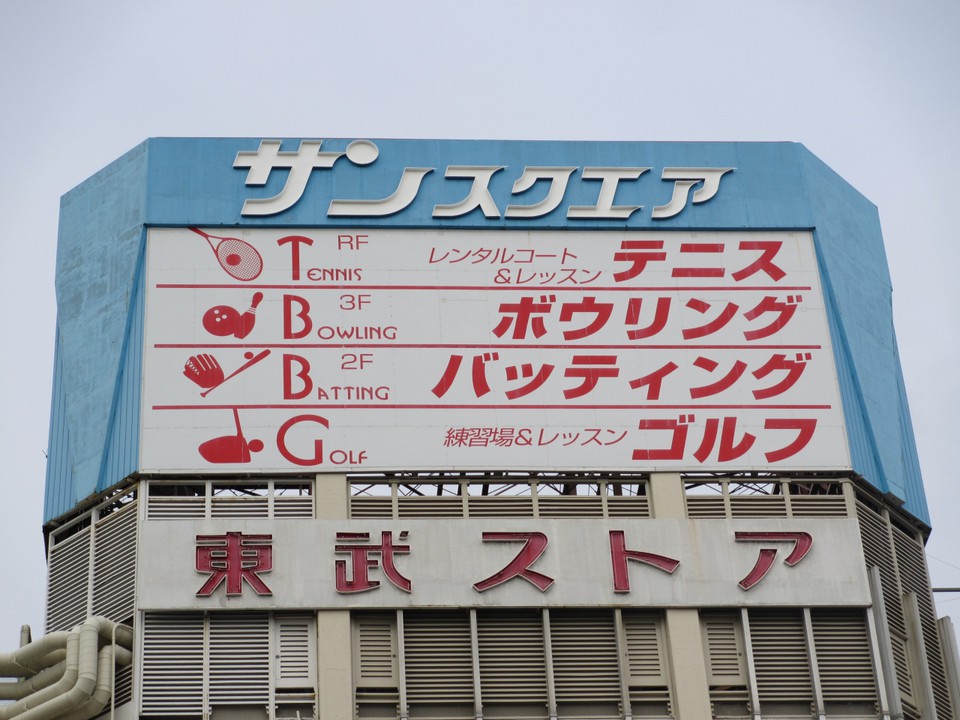 サンスクエア
TENNIS RF レンタルコート
&レッスン テニス
BOWLING 3F ボウリング
BATTING 2F バッティング
GOLF 練習場&レッスン ゴルフ
東武ストア